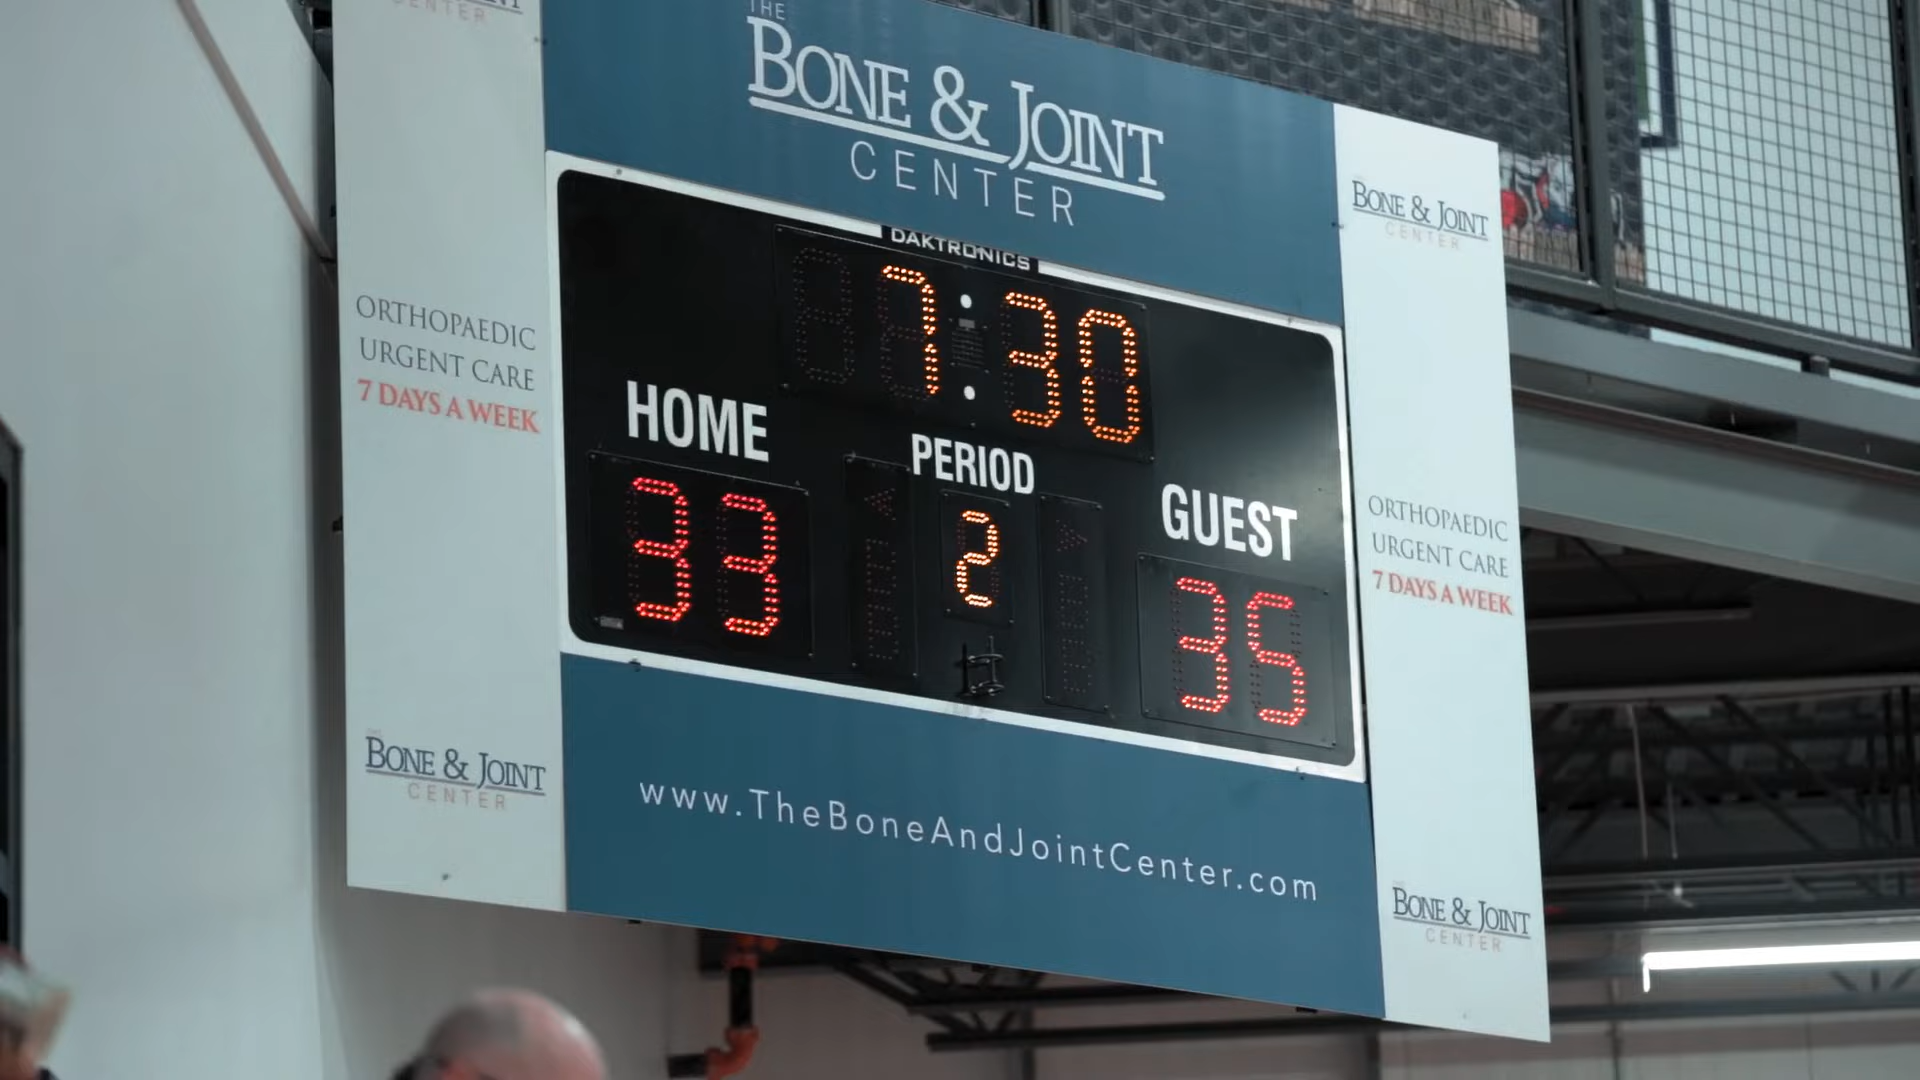 CENTER
THE
BONE & JOINT
CENTER
BONE & JOINT
CENTER
DAKTRONICS
7:30
ORTHOPAEDIC
URGENT CARE
7 DAYS A WEEK
HOME
PERIOD
GUEST
33
2
35
ORTHOPAEDIC
URGENT CARE
7 DAYS A WEEK
BONE & JOINT
CENTER
www.TheBoneAndJointCenter.com
BONE & JOINT
CENTER